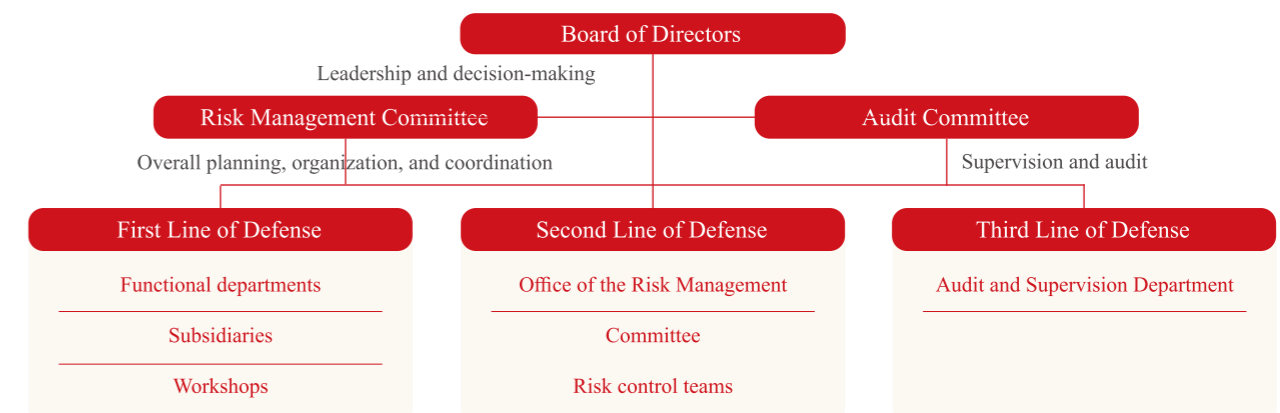 Board of Directors
Leadership and decision-making
Risk Management Committee
Audit Committee
Overall planning, organization, and coordination
Supervision and audit
First Line of Defense
Functional departments
Subsidiaries
Workshops
Second Line of Defense
Office of the Risk Management
Committee
Risk control teams
Third Line of Defense
Audit and Supervision Department